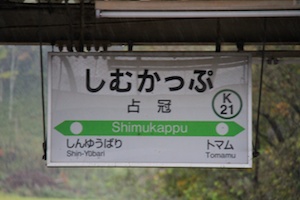 しむかっぷ
占冠
K
21
Shimukappu
しんゆうばり トマム
Shin-Yūbari Tomamu